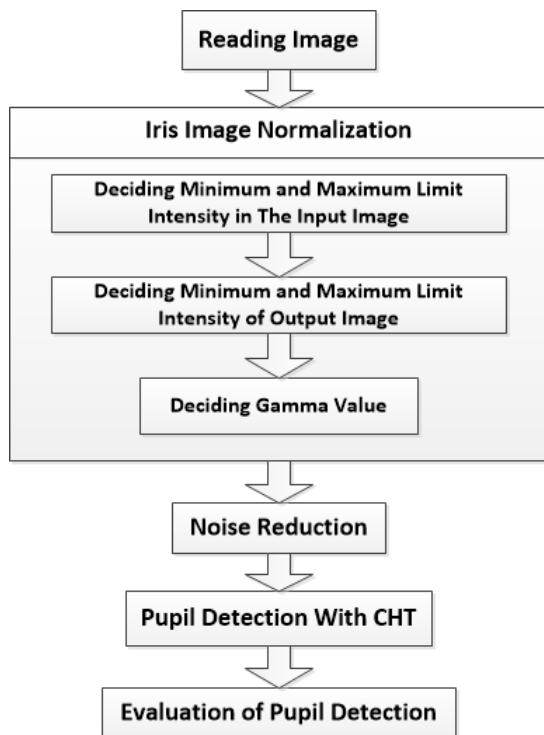 Reading Image
Iris Image Normalization
Deciding Minimum and Maximum Limit
Intensity in The Input Image
Deciding Minimum and Maximum Limit
Intensity of Output Image
Deciding Gamma Value
Noise Reduction
Pupil Detection With CHT
Evaluation of Pupil Detection